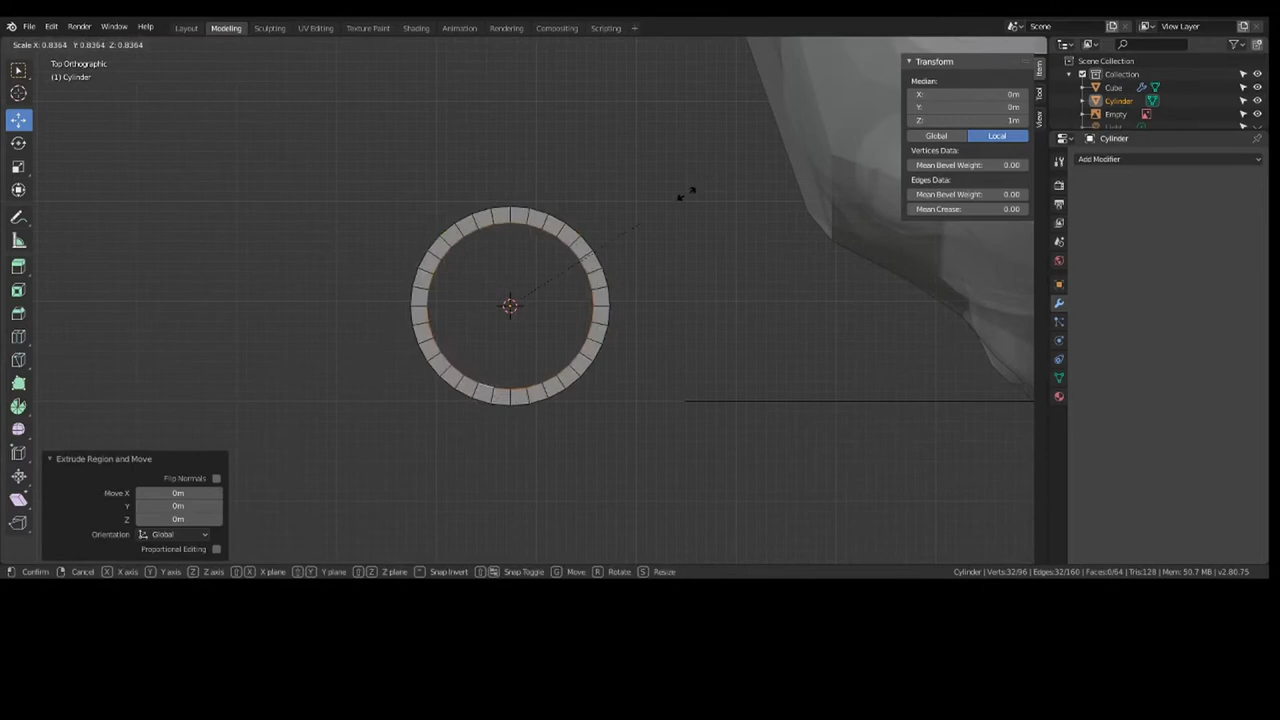 File Edit Render Window Help Layout Modeling Sculpting UV Editing Texture Paint Shading Animation Rendering Compositing Scripting + Scene View Layer
Scale X: 0.8364 Y: 0.8364 Z: 0.8364
Top Orthographic
(1) Cylinder
Transform
Median:
X: 0m
Y: 0m
Z: 1m
Global Local
Vertices Data:
Mean Bevel Weight: 0.00
Edges Data:
Mean Bevel Weight: 0.00
Mean Crease: 0.00
Item
Tool
View
Scene Collection
Collection
Cube
Cylinder
Empty
Light
Cylinder
Add Modifier
Extrude Region and Move
Flip Normals
Move X 0m
Y 0m
Z 0m
Orientation Global
Proportional Editing
Confirm Cancel X X axis Y Y axis Z Z axis X X plane Y Y plane Z Z plane Snap Invert Snap Toggle G Move R Rotate S Resize Cylinder | Verts:32/96 | Edges:32/160 | Faces:0/64 | Tris:128 | Mem: 50.7 MB | v2.80.75